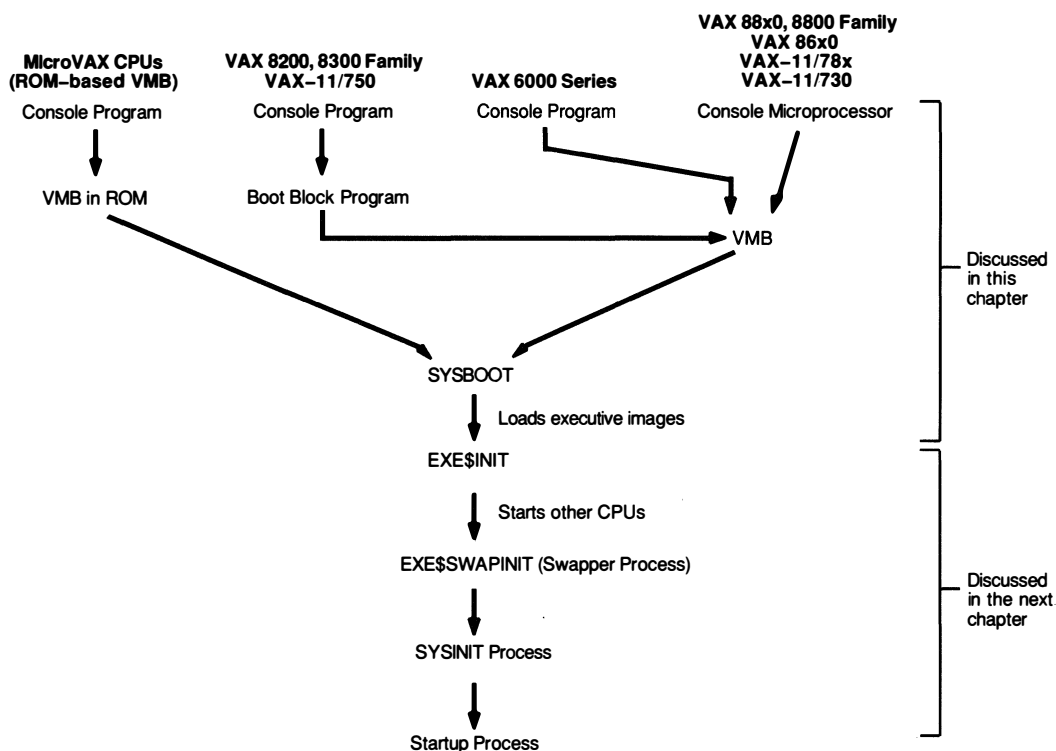 MicroVAX CPUs
(ROM–based VMB)
Console Program
VMB in ROM
VAX 8200, 8300 Family
VAX–11/750
Console Program
Boot Block Program
VAX 6000 Series
Console Program
VAX 88x0, 8800 Family
VAX 86x0
VAX–11/78x
VAX–11/730
Console Microprocessor
VMB
SYSBOOT
Loads executive images
EXE$INIT
Starts other CPUs
EXE$SWAPINIT (Swapper Process)
SYSINIT Process
Startup Process
Discussed
in this
chapter
Discussed
in the next
chapter